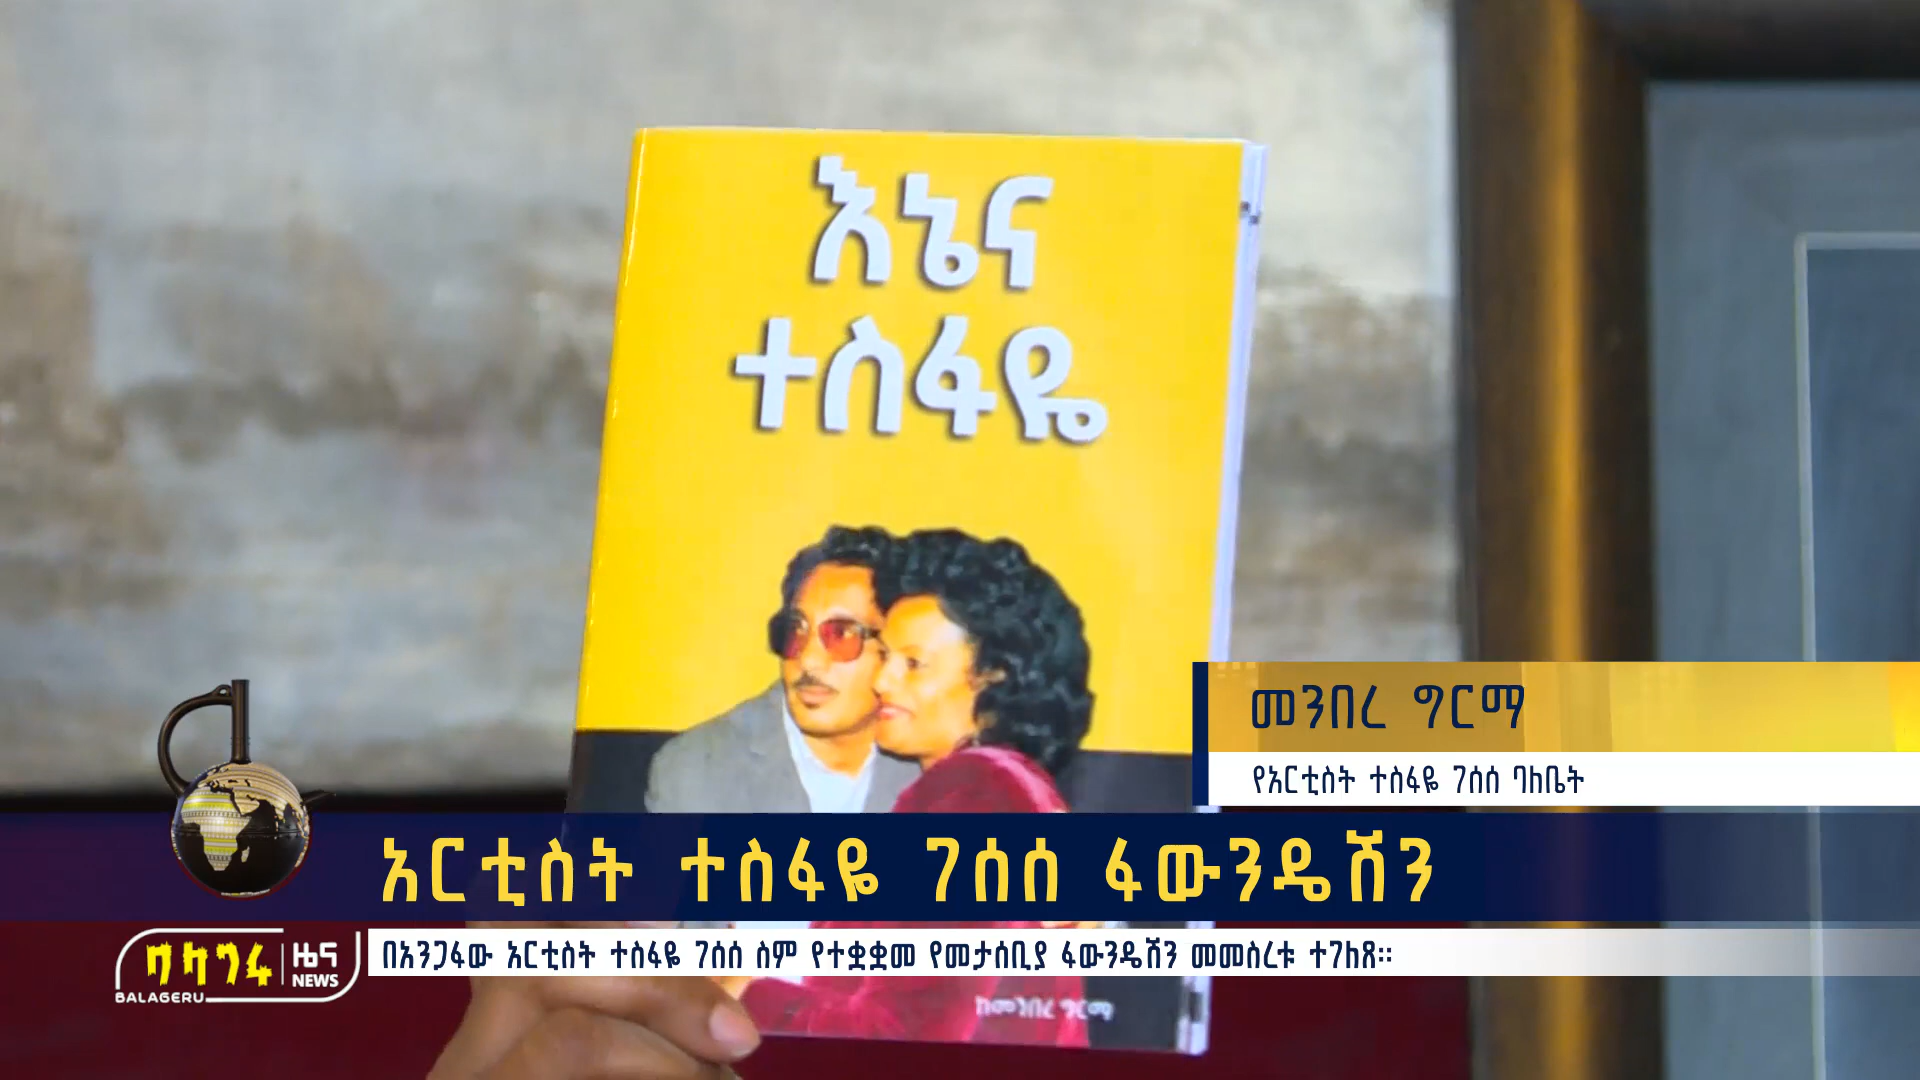 እኔና
ተስፋዬ
መንበረ ግርማ
የአርቲስት ተስፋዬ ገሰሰ ባለቤት
አርቲስት ተስፋዬ ገሰሰ ፋውንዴሽን
በአንጋፋው አርቲስት ተስፋዬ ገሰሰ ስም የተቋቋመ የመታሰቢያ ፋውንዴሽን መመስረቱ ተገለጸ።
ባላገሩ ዜና
NEWS
BALAGERU
ከመንበረ ግርማ